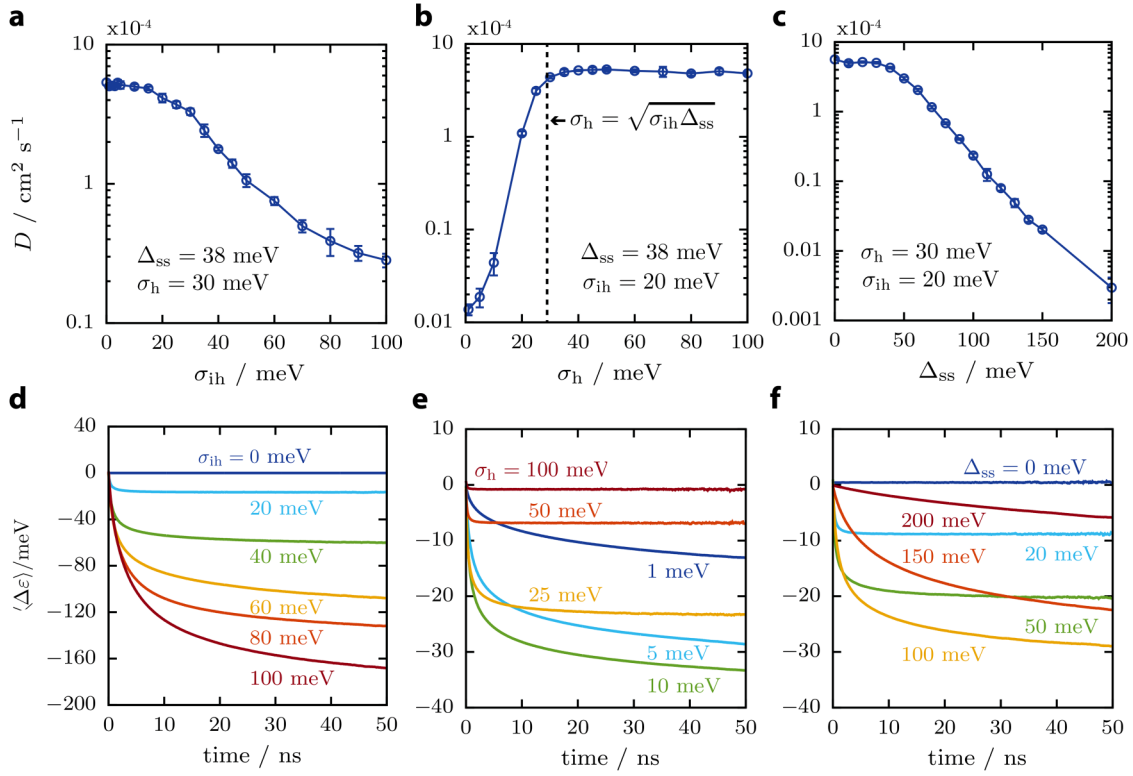 a
x10⁻⁴
10
1
0.1
D / cm² s⁻¹
Δss = 38 meV
σh = 30 meV
0 20 40 60 80 100
σih / meV
b
x10⁻⁴
10
1
0.1
0.01
σh = √σihΔss
Δss = 38 meV
σih = 20 meV
0 20 40 60 80 100
σh / meV
c
x10⁻⁴
10
1
0.1
0.01
0.001
σh = 30 meV
σih = 20 meV
0 50 100 150 200
Δss / meV
d
40
0
−40
−80
−120
−160
−200
⟨Δε⟩/meV
σih = 0 meV
20 meV
40 meV
60 meV
80 meV
100 meV
0 10 20 30 40 50
time / ns
e
10
0
−10
−20
−30
−40
σh = 100 meV
50 meV
1 meV
25 meV
5 meV
10 meV
0 10 20 30 40 50
time / ns
f
10
0
−10
−20
−30
−40
Δss = 0 meV
200 meV
150 meV
20 meV
50 meV
100 meV
0 10 20 30 40 50
time / ns